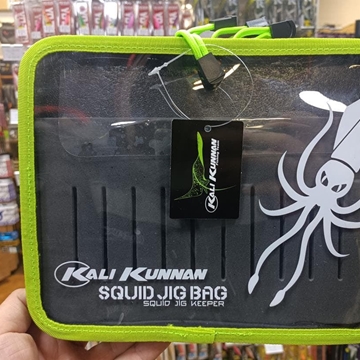 KALI KUNNAN
KALI KUNNAN
SQUID JIG BAG
SQUID JIG KEEPER